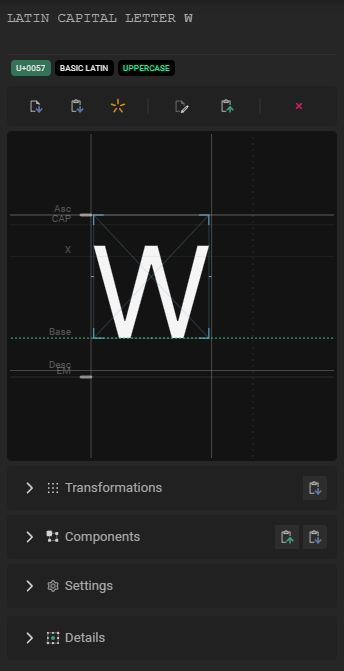 LATIN CAPITAL LETTER W
U+0057 BASIC LATIN UPPERCASE
Asc
CAP
X
W
Base
Desc
EM
Transformations
Components
Settings
Details